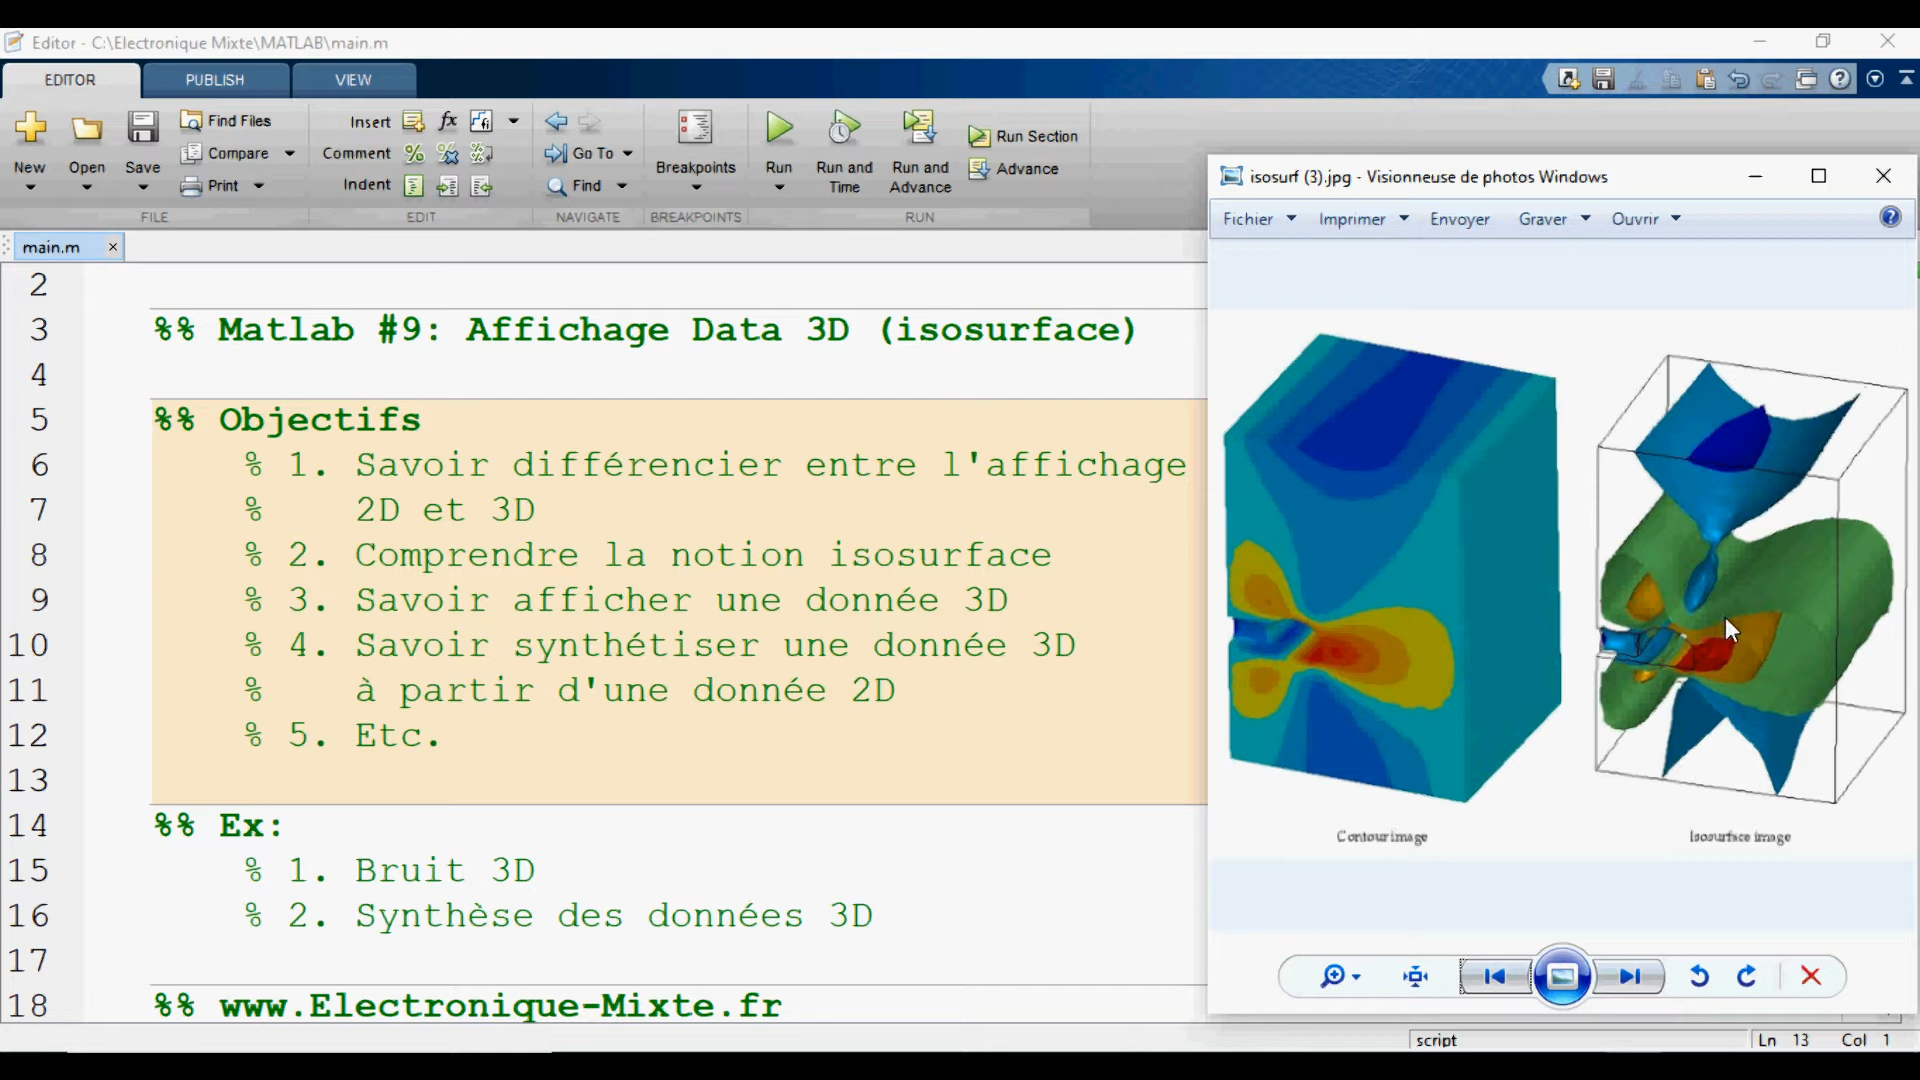 Editor - C:\Electronique Mixte\MATLAB\main.m
EDITOR PUBLISH VIEW
New
Open
Save
Find Files
Compare
Print
FILE
Insert fx
Comment
Indent
EDIT
Go To
Find
NAVIGATE
Breakpoints
BREAKPOINTS
Run
Run and Time
Run and Advance
Run Section
Advance
RUN
main.m
2
3 %% Matlab #9: Affichage Data 3D (isosurface)
4
5 %% Objectifs
6 % 1. Savoir différencier entre l'affichage
7 % 2D et 3D
8 % 2. Comprendre la notion isosurface
9 % 3. Savoir afficher une donnée 3D
10 % 4. Savoir synthétiser une donnée 3D
11 % à partir d'une donnée 2D
12 % 5. Etc.
13
14 %% Ex:
15 % 1. Bruit 3D
16 % 2. Synthèse des données 3D
17
18 %% www.Electronique-Mixte.fr
isosurf (3).jpg - Visionneuse de photos Windows
Fichier Imprimer Envoyer Graver Ouvrir
Contour image
Isosurface image
script
Ln 13 Col 1